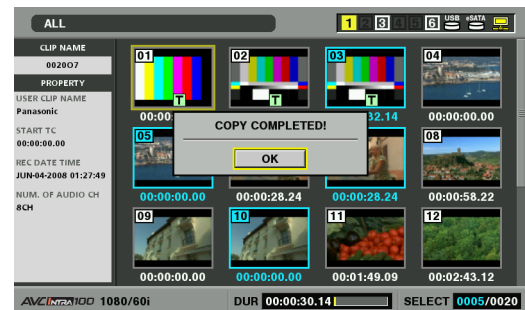 ALL
1 2 3 4 5 6 USB eSATA
CLIP NAME
0020O7
PROPERTY
USER CLIP NAME
Panasonic
START TC
00:00:00.00
REC DATE TIME
JUN-04-2008 01:27:49
NUM. OF AUDIO CH
8CH
01 02 03 04
T T T
00:00: 32.14 00:00:00.00
COPY COMPLETED!
OK
05 08
00:00:00.00 00:00:28.24 00:00:28.24 00:00:58.22
09 10 11 12
00:00:00.00 00:00:00.00 00:01:49.09 00:02:43.12
AVC INTRA 100 1080/60i DUR 00:00:30.14 SELECT 0005/0020